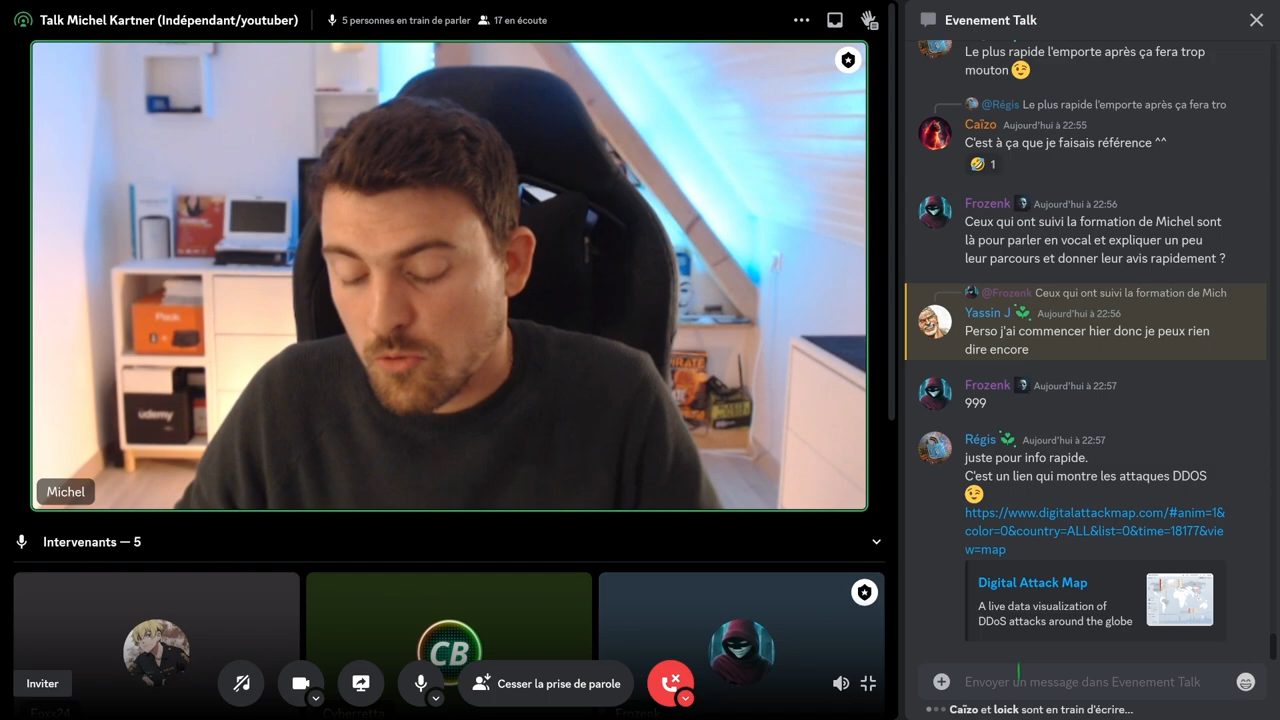 Talk Michel Kartner (Indépendant/youtuber)
5 personnes en train de parler
17 en écoute
Evenement Talk
Le plus rapide l'emporte après ça fera trop
mouton
@Régis Le plus rapide l'emporte après ça fera tro
Caïzo Aujourd'hui à 22:55
C'est à ça que je faisais référence ^^
1
Frozenk Aujourd'hui à 22:56
Ceux qui ont suivi la formation de Michel sont
là pour parler en vocal et expliquer un peu
leur parcours et donner leur avis rapidement ?
@Frozenk Ceux qui ont suivi la formation de Mich
Yassin J Aujourd'hui à 22:56
Perso j'ai commencer hier donc je peux rien
dire encore
Frozenk Aujourd'hui à 22:57
999
Régis Aujourd'hui à 22:57
juste pour info rapide.
C'est un lien qui montre les attaques DDOS
https://www.digitalattackmap.com/#anim=1&
color=0&country=ALL&list=0&time=18177&vie
w=map
Digital Attack Map
A live data visualization of
DDoS attacks around the globe
Envoyer un message dans Evenement Talk
Caïzo et loick sont en train d'écrire...
Pack
ûdemy
PIRATE
Michel
Intervenants — 5
CB
Inviter
Cesser la prise de parole
Cyberretta
Frozenk